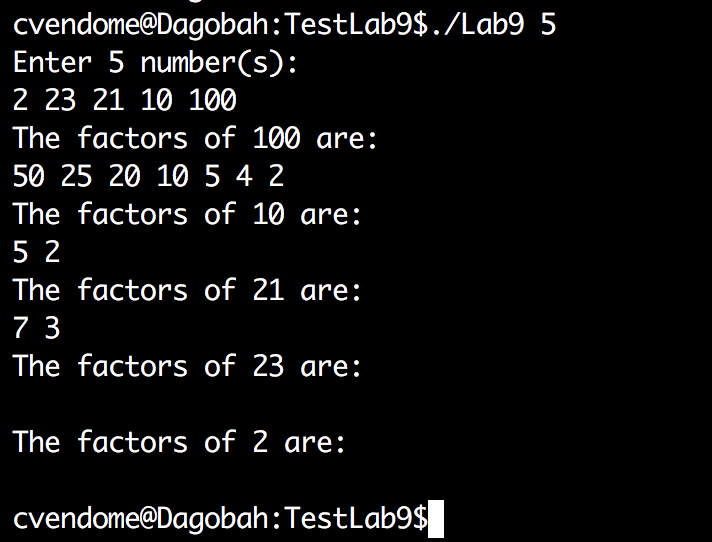 cvendome@Dagobah:TestLab9$./Lab9 5
Enter 5 number(s):
2 23 21 10 100
The factors of 100 are:
50 25 20 10 5 4 2
The factors of 10 are:
5 2
The factors of 21 are:
7 3
The factors of 23 are:
The factors of 2 are:
cvendome@Dagobah:TestLab9$